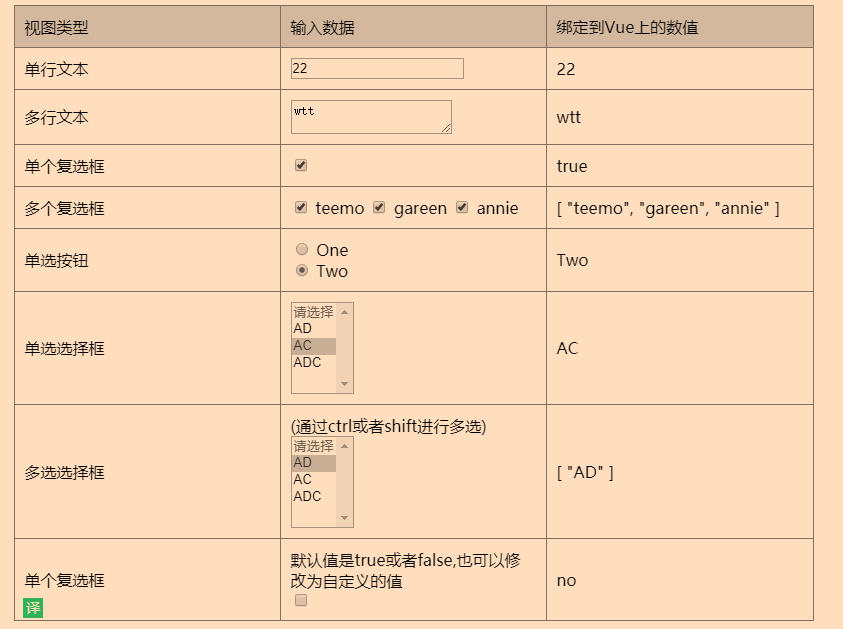 视图类型 输入数据 绑定到Vue上的数值
单行文本 22 22
多行文本 wtt wtt
单个复选框 true
多个复选框 teemo gareen annie [ "teemo", "gareen", "annie" ]
单选按钮 One Two Two
单选选择框
请选择
AD
AC
ADC
AC
多选选择框
(通过ctrl或者shift进行多选)
请选择
AD
AC
ADC
[ "AD" ]
单个复选框
默认值是true或者false,也可以修
改为自定义的值
no
译